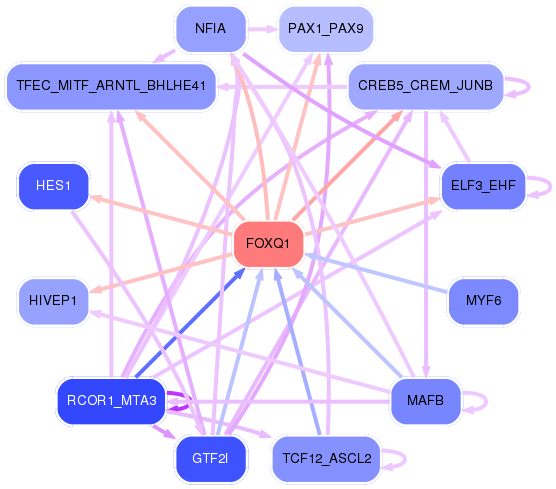 NFIA
PAX1_PAX9
TFEC_MITF_ARNTL_BHLHE41
CREB5_CREM_JUNB
HES1
ELF3_EHF
FOXQ1
HIVEP1
MYF6
RCOR1_MTA3
MAFB
GTF2I
TCF12_ASCL2